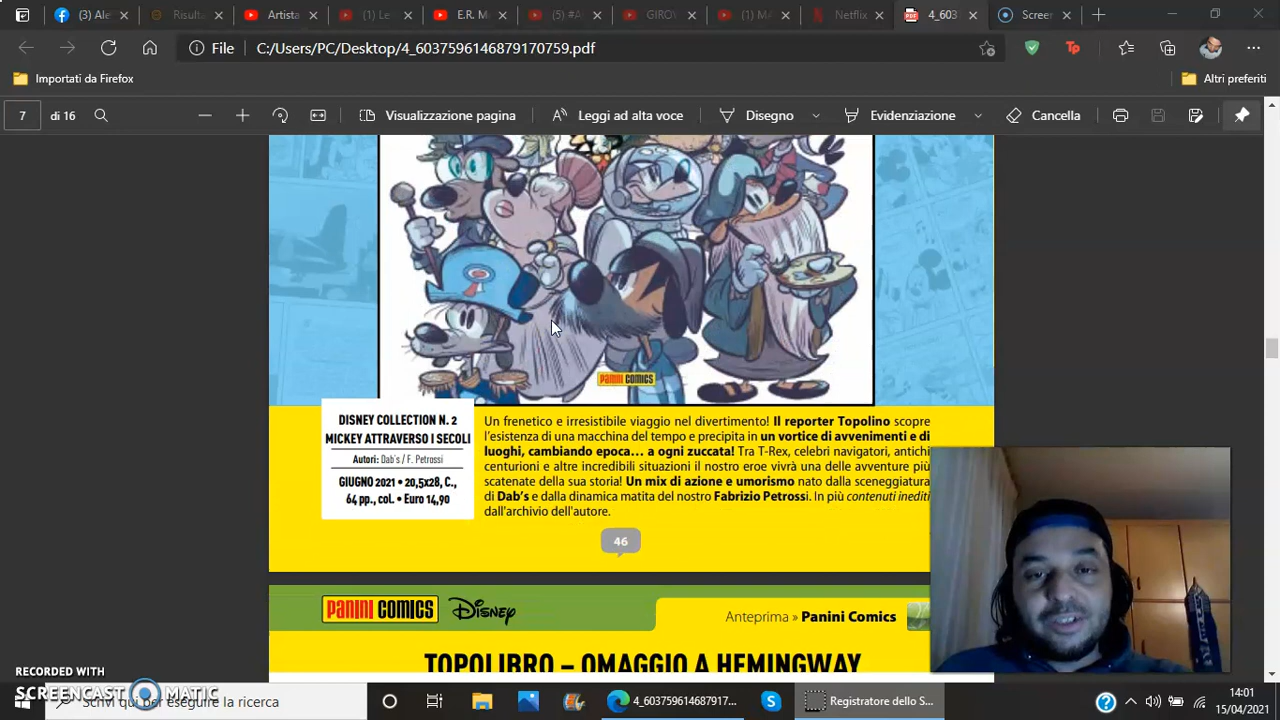 (3) Ale
Risulta
Artista
(1) Le
E.R. M
(5) #A
GIROV
(1) MA
Netflix
4_603
Screer
File
C:/Users/PC/Desktop/4_6037596146879170759.pdf
Importati da Firefox
Altri preferiti
7 di 16
Visualizzazione pagina
Leggi ad alta voce
Disegno
Evidenziazione
Cancella
PANINI COMICS
DISNEY COLLECTION N. 2
MICKEY ATTRAVERSO I SECOLI
Autori: Dab's / F. Petrossi
GIUGNO 2021 • 20,5x28, C.,
64 pp., col. • Euro 14,90
Un frenetico e irresistibile viaggio nel divertimento! Il reporter Topolino scopre
l'esistenza di una macchina del tempo e precipita in un vortice di avvenimenti e di
luoghi, cambiando epoca... a ogni zuccata! Tra T-Rex, celebri navigatori, antichi
centurioni e altre incredibili situazioni il nostro eroe vivrà una delle avventure più
scatenate della sua storia! Un mix di azione e umorismo nato dalla sceneggiatura
di Dab's e dalla dinamica matita del nostro Fabrizio Petrossi. In più contenuti inediti
dall'archivio dell'autore.
46
PANINI COMICS
Disney
Anteprima » Panini Comics
TOPOLIBRO – OMAGGIO A HEMINGWAY
RECORDED WITH
SCREENCAST MATIC
Scrivi qui per eseguire la ricerca
4_603759614687917...
Registratore dello S...
14:01
15/04/2021